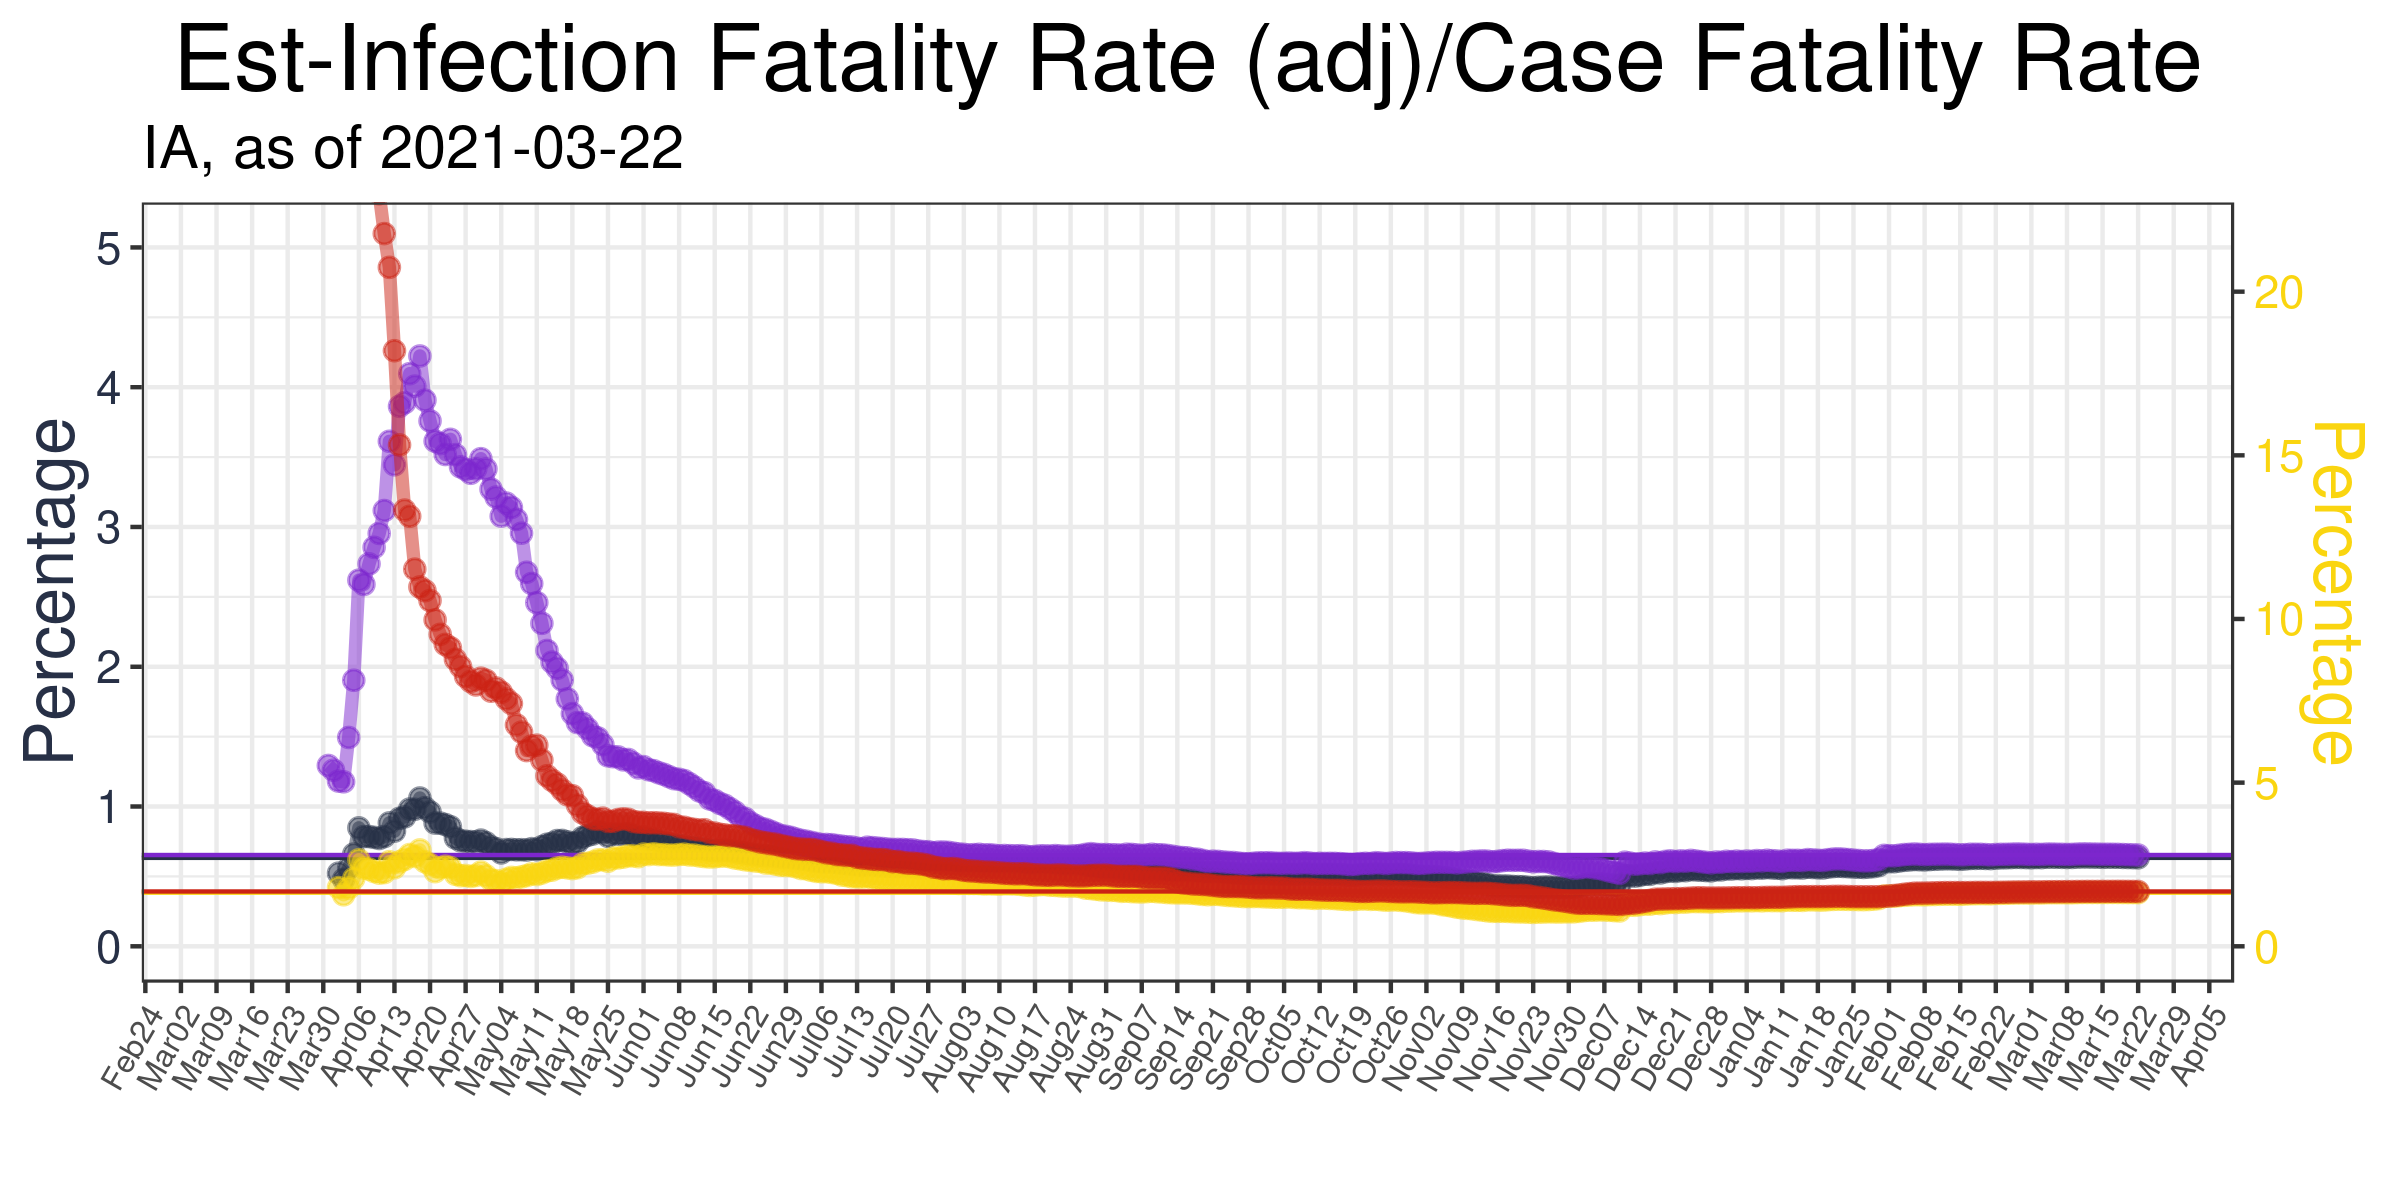 Est-Infection Fatality Rate (adj)/Case Fatality Rate
IA, as of 2021-03-22
Percentage
5
4
3
2
1
0
20
15
10
5
0
Percentage
Feb24
Mar02
Mar09
Mar16
Mar23
Mar30
Apr06
Apr13
Apr20
Apr27
May04
May11
May18
May25
Jun01
Jun08
Jun15
Jun22
Jun29
Jul06
Jul13
Jul20
Jul27
Aug03
Aug10
Aug17
Aug24
Aug31
Sep07
Sep14
Sep21
Sep28
Oct05
Oct12
Oct19
Oct26
Nov02
Nov09
Nov16
Nov23
Nov30
Dec07
Dec14
Dec21
Dec28
Jan04
Jan11
Jan18
Jan25
Feb01
Feb08
Feb15
Feb22
Mar01
Mar08
Mar15
Mar22
Mar29
Apr05